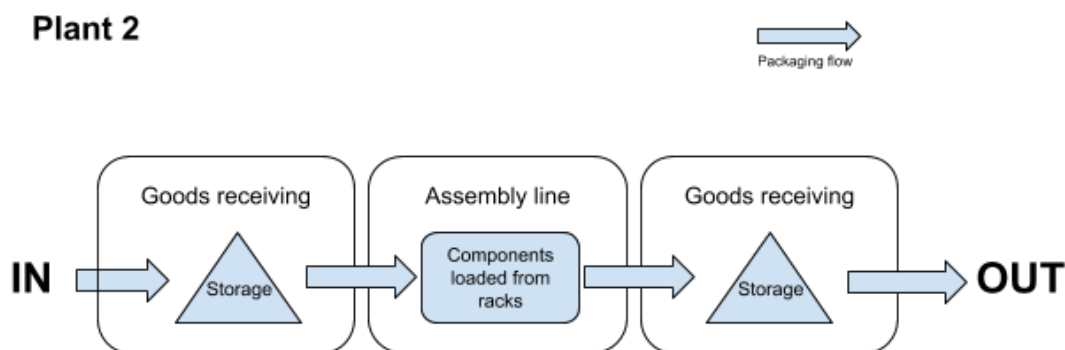 Plant 2
Packaging flow
Goods receiving
Assembly line
Goods receiving
IN
Storage
Components
loaded from
racks
Storage
OUT